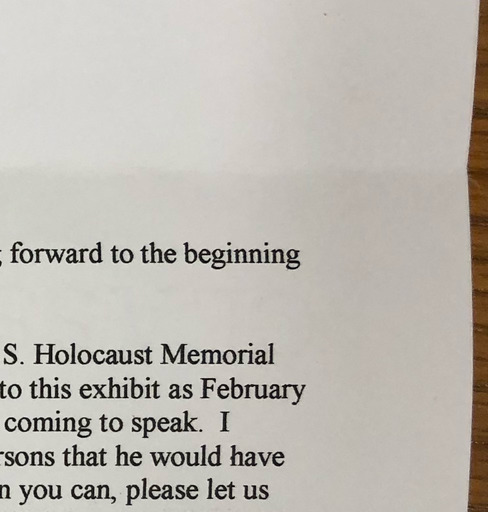 forward to the beginning
S. Holocaust Memorial
to this exhibit as February
coming to speak. I
that he would have
you can, please let us